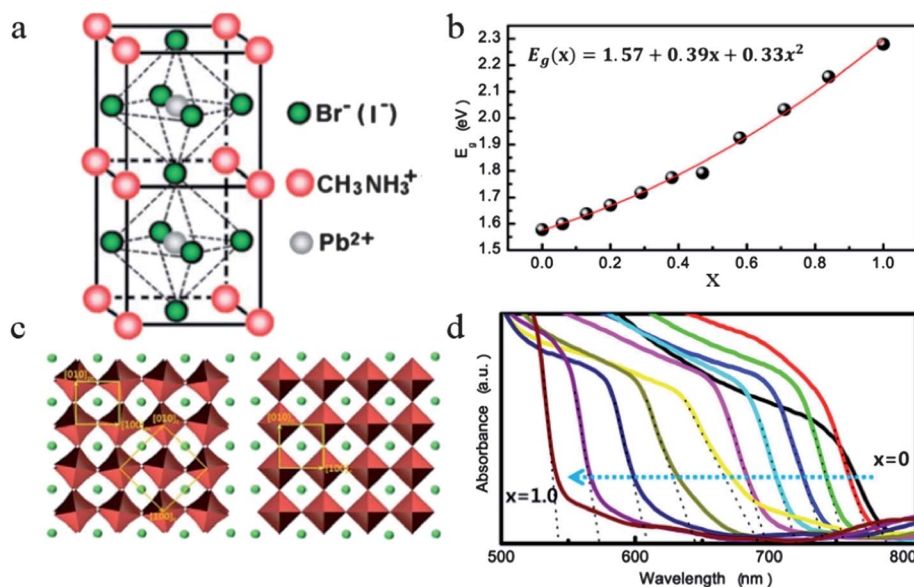 a
Br⁻ (I⁻)
CH₃NH₃⁺
Pb²⁺
b
E_g(x) = 1.57 + 0.39x + 0.33x²
E_g (eV)
2.3
2.2
2.1
2.0
1.9
1.8
1.7
1.6
1.5
0.0 0.2 0.4 0.6 0.8 1.0
X
c
[010]
[100]
[010]
[100]
[010]
[100]
d
Absorbance (a.u.)
x=0
x=1.0
500 600 700 800
Wavelength (nm)